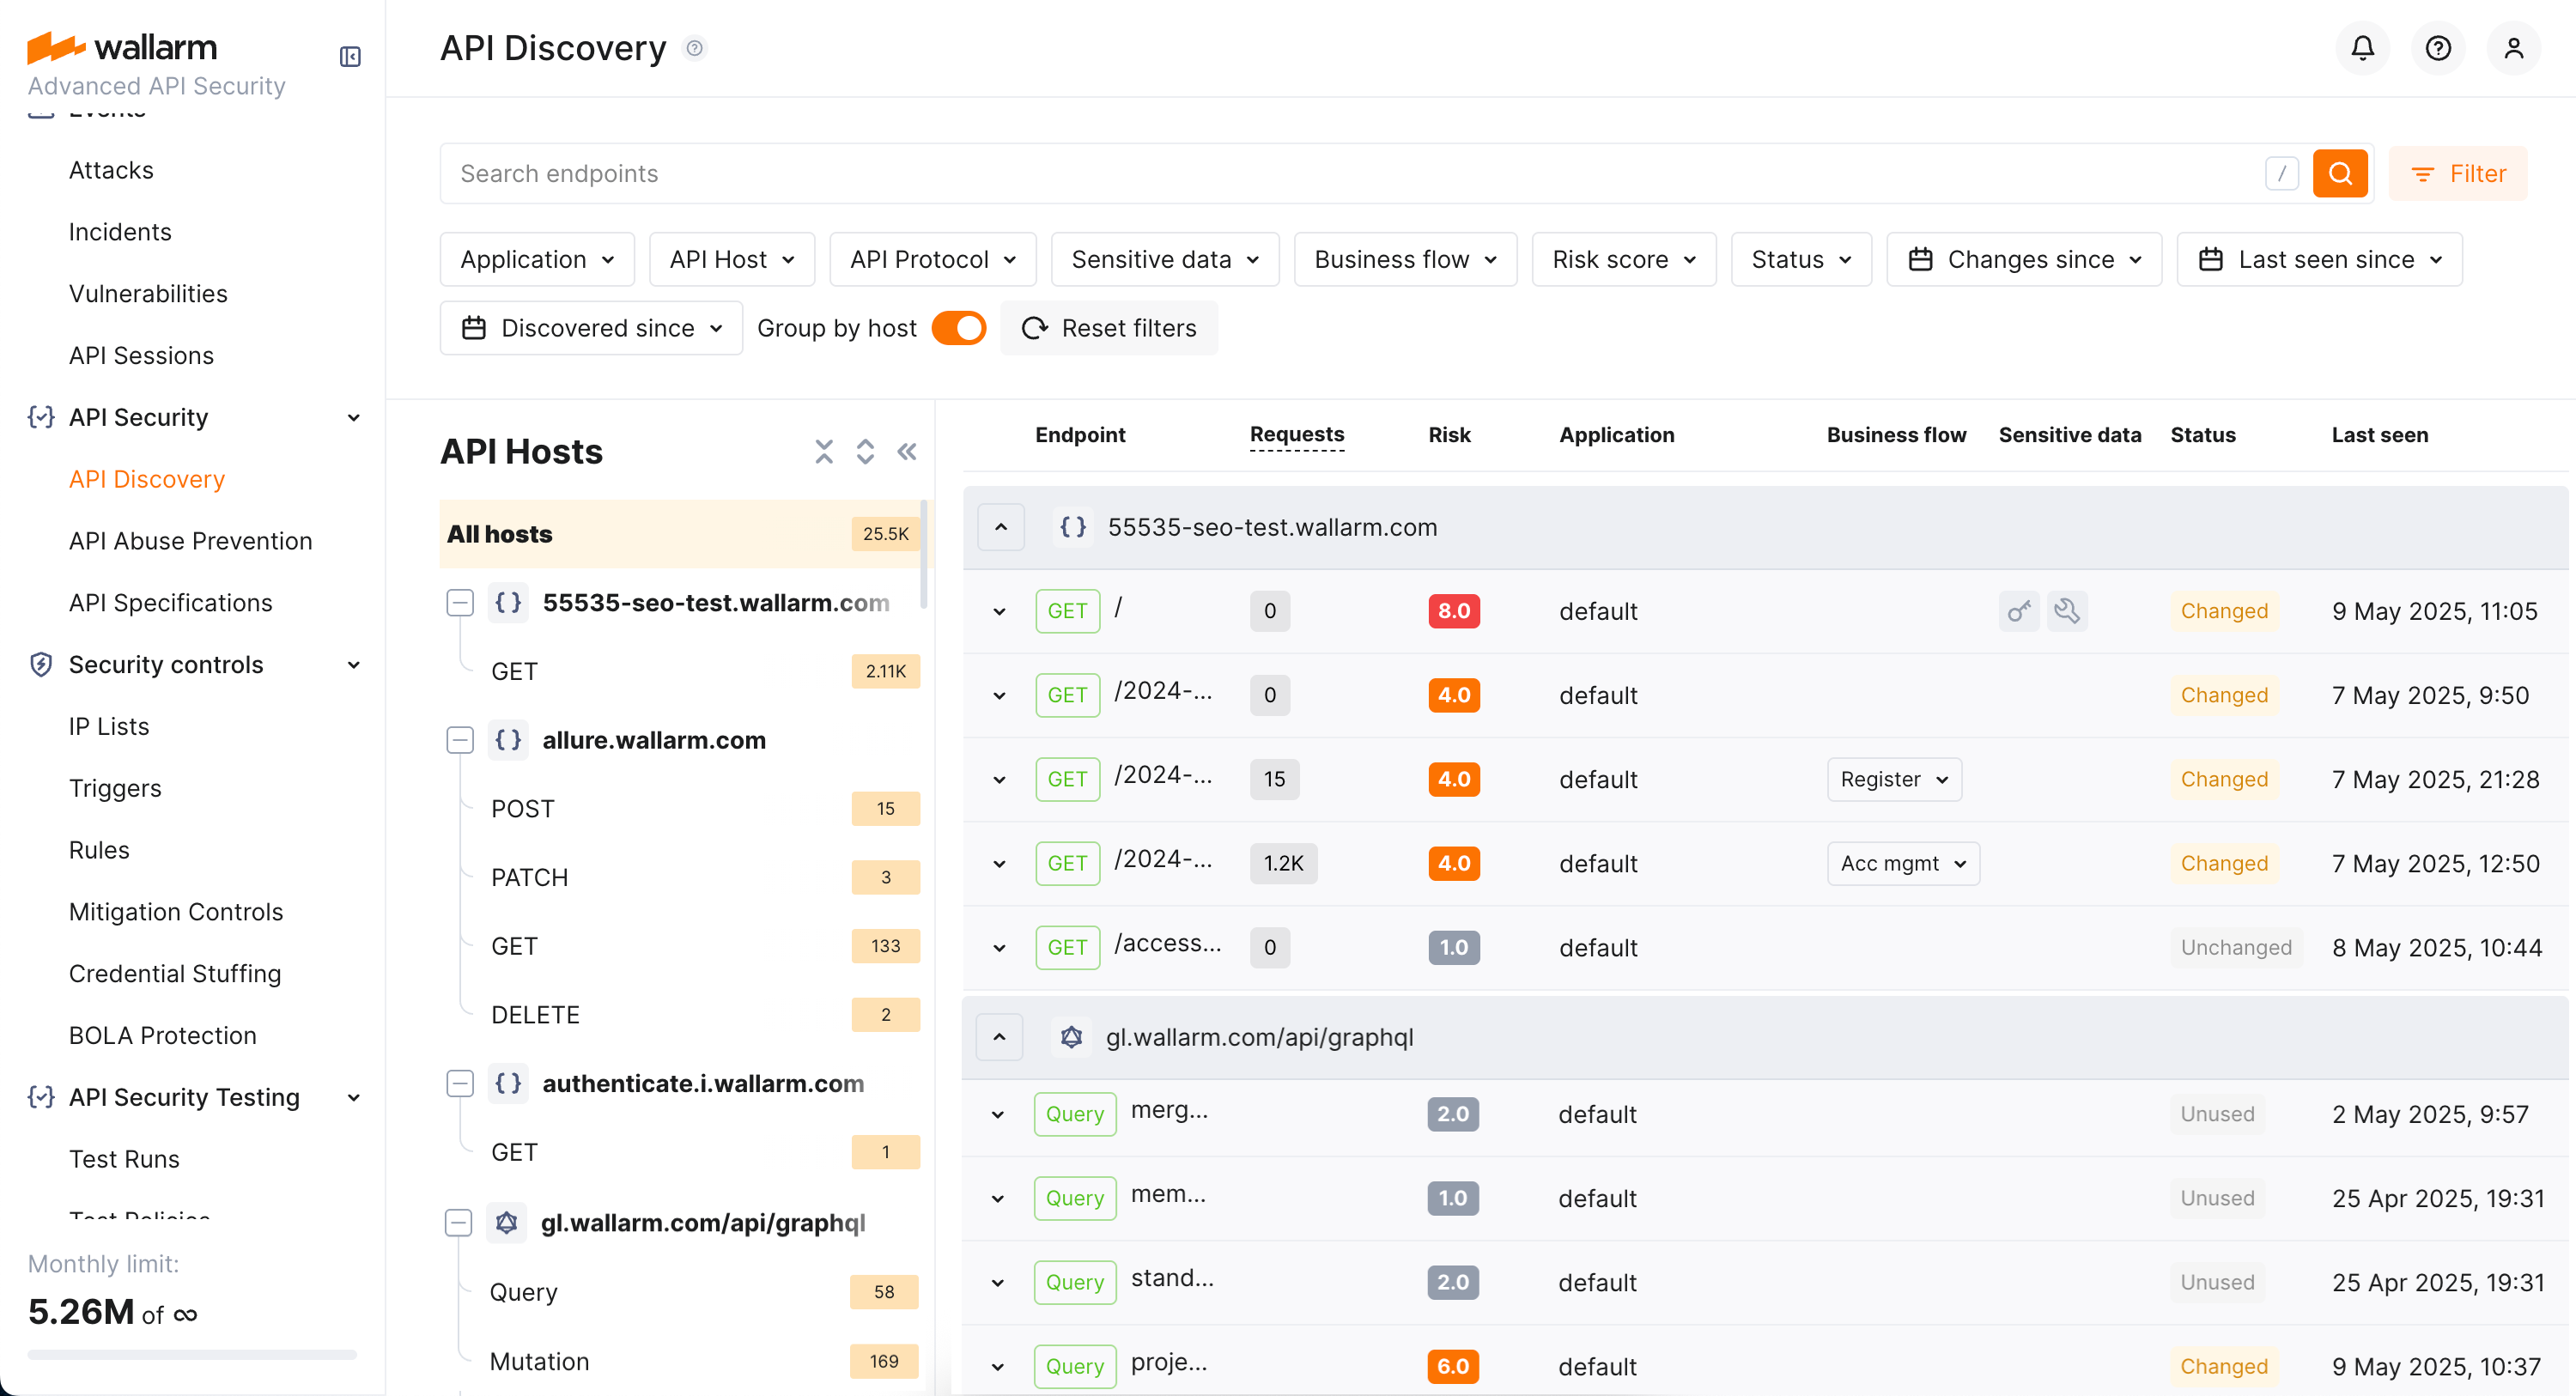 wallarm
Advanced API Security
Events
Attacks
Incidents
Vulnerabilities
API Sessions
API Security
API Discovery
API Abuse Prevention
API Specifications
Security controls
IP Lists
Triggers
Rules
Mitigation Controls
Credential Stuffing
BOLA Protection
API Security Testing
Test Runs
Test Policies
Monthly limit:
5.26M of ∞
API Discovery
Search endpoints /
Filter
Application API Host API Protocol Sensitive data Business flow Risk score Status Changes since Last seen since
Discovered since Group by host Reset filters
API Hosts
All hosts 25.5K
{} 55535-seo-test.wallarm.com
GET 2.11K
{} allure.wallarm.com
POST 15
PATCH 3
GET 133
DELETE 2
{} authenticate.i.wallarm.com
GET 1
gl.wallarm.com/api/graphql
Query 58
Mutation 169
Endpoint Requests Risk Application Business flow Sensitive data Status Last seen
{} 55535-seo-test.wallarm.com
GET / 0 8.0 default Changed 9 May 2025, 11:05
GET /2024-... 0 4.0 default Changed 7 May 2025, 9:50
GET /2024-... 15 4.0 default Register Changed 7 May 2025, 21:28
GET /2024-... 1.2K 4.0 default Acc mgmt Changed 7 May 2025, 12:50
GET /access... 0 1.0 default Unchanged 8 May 2025, 10:44
gl.wallarm.com/api/graphql
Query merg... 2.0 default Unused 2 May 2025, 9:57
Query mem... 1.0 default Unused 25 Apr 2025, 19:31
Query stand... 2.0 default Unused 25 Apr 2025, 19:31
Query proje... 6.0 default Changed 9 May 2025, 10:37